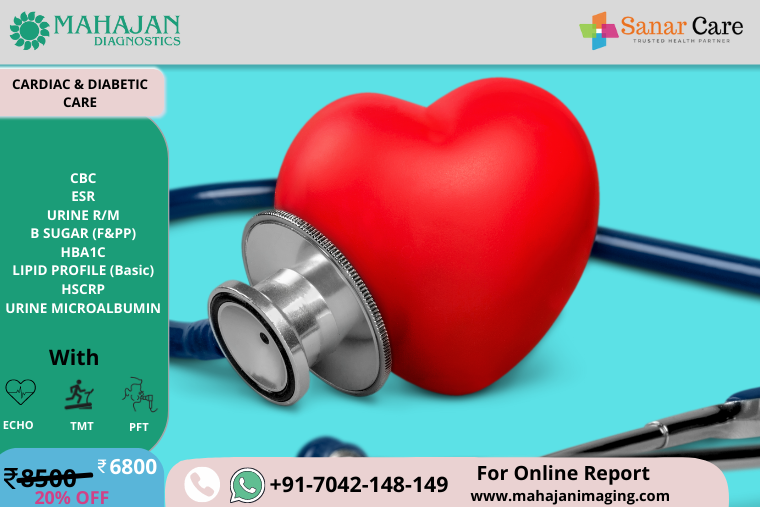 MAHAJAN
DIAGNOSTICS
Sanar Care
TRUSTED HEALTH PARTNER
CARDIAC & DIABETIC
CARE
CBC
ESR
URINE R/M
B SUGAR (F&PP)
HBA1C
LIPID PROFILE (Basic)
HSCRP
URINE MICROALBUMIN
With
ECHO
TMT
PFT
₹8500
₹6800
20% OFF
+91-7042-148-149
For Online Report
www.mahajanimaging.com